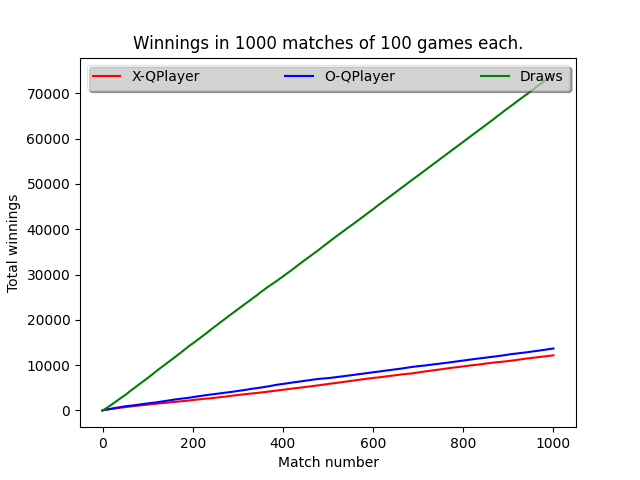 Winnings in 1000 matches of 100 games each.
X-QPlayer O-QPlayer Draws
70000
60000
50000
40000
30000
20000
10000
0
Total winnings
0 200 400 600 800 1000
Match number